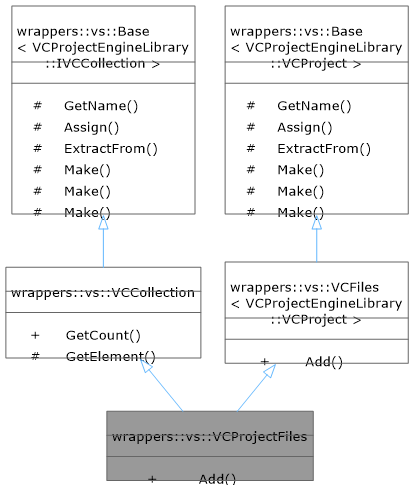 wrappers::vs::Base
< VCProjectEngineLibrary
::IVCCollection >
# GetName()
# Assign()
# ExtractFrom()
# Make()
# Make()
# Make()
wrappers::vs::Base
< VCProjectEngineLibrary
::VCProject >
# GetName()
# Assign()
# ExtractFrom()
# Make()
# Make()
# Make()
wrappers::vs::VCCollection
+ GetCount()
# GetElement()
wrappers::vs::VCFiles
< VCProjectEngineLibrary
::VCProject >
+ Add()
wrappers::vs::VCProjectFiles
+ Add()